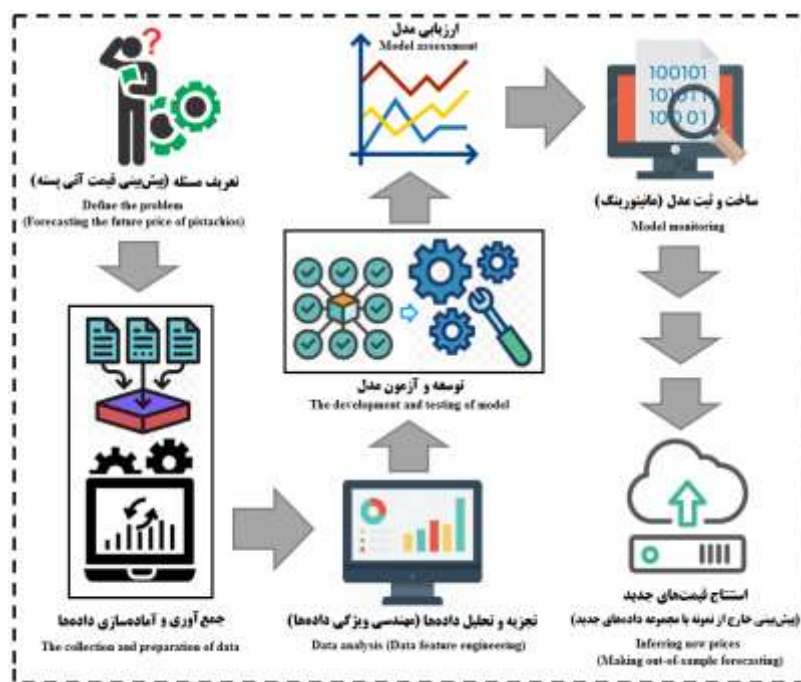 تعریف مسئله (پیش‌بینی قیمت آتی پسته)
Define the problem
(Forecasting the future price of pistachios)
جمع‌آوری و آماده‌سازی داده‌ها
The collection and preparation of data
تجزیه و تحلیل داده‌ها (مهندسی ویژگی داده‌ها)
Data analysis (Data feature engineering)
توسعه و آزمون مدل
The development and testing of model
ارزیابی مدل
Model assessment
100101
101011
100 01
ساخت و ثبت مدل (مانیتورینگ)
Model monitoring
استنتاج قیمت‌های جدید
(پیش‌بینی خارج از نمونه با مجموعه داده‌های جدید)
Inferring new prices
(Making out-of-sample forecasting)